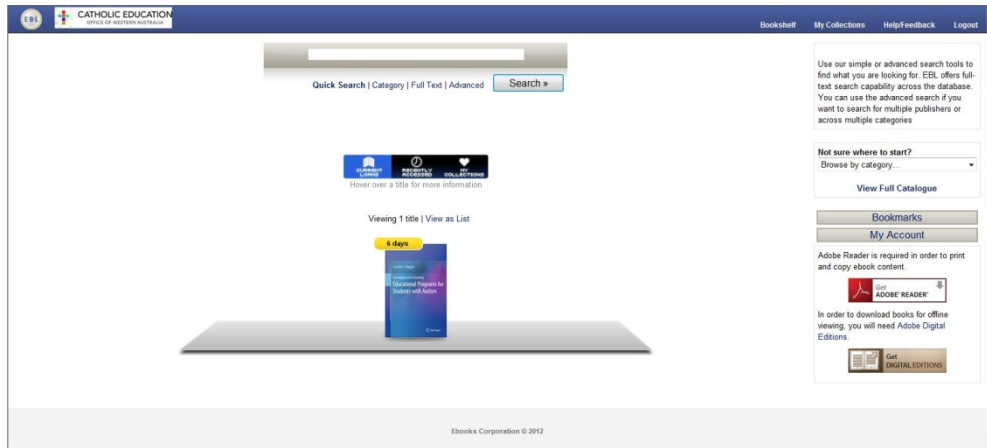 EBL
CATHOLIC EDUCATION
OFFICE OF WESTERN AUSTRALIA
Bookshelf My Collections Help/Feedback Logout
Quick Search | Category | Full Text | Advanced Search »
CURRENT LOANS
RECENTLY ACCESSED
MY COLLECTIONS
Hover over a title for more information
Viewing 1 title | View as List
6 days
Educational Programs for
Students with Autism
Springer
Use our simple or advanced search tools to
find what you are looking for. EBL offers full-
text search capability across the database.
You can use the advanced search if you
want to search for multiple publishers or
across multiple categories
Not sure where to start?
Browse by category...
View Full Catalogue
Bookmarks
My Account
Adobe Reader is required in order to print
and copy ebook content.
Get
ADOBE® READER®
In order to download books for offline
viewing, you will need Adobe Digital
Editions.
Get
DIGITAL EDITIONS
Ebooks Corporation © 2012